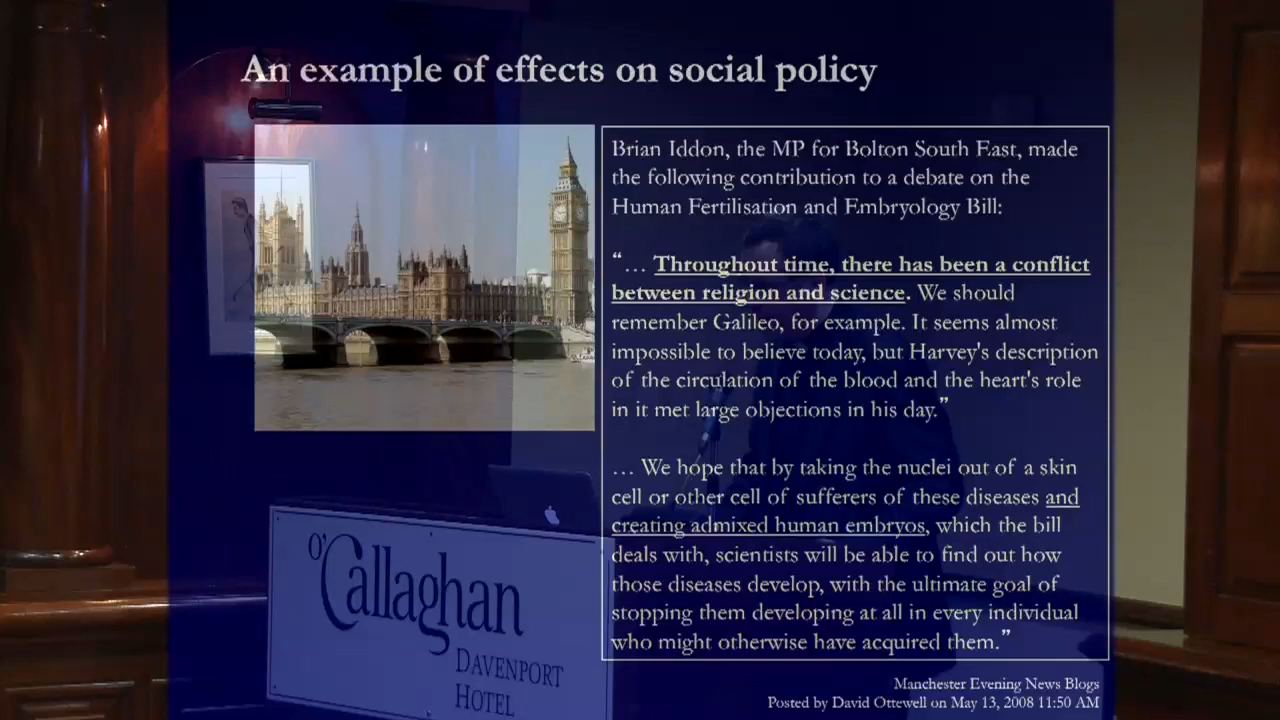 An example of effects on social policy
Brian Iddon, the MP for Bolton South East, made
the following contribution to a debate on the
Human Fertilisation and Embryology Bill:
“… Throughout time, there has been a conflict
between religion and science. We should
remember Galileo, for example. It seems almost
impossible to believe today, but Harvey's description
of the circulation of the blood and the heart's role
in it met large objections in his day.”
… We hope that by taking the nuclei out of a skin
cell or other cell of sufferers of these diseases and
creating admixed human embryos, which the bill
deals with, scientists will be able to find out how
those diseases develop, with the ultimate goal of
stopping them developing at all in every individual
who might otherwise have acquired them.”
Manchester Evening News Blogs
Posted by David Ottewell on May 13, 2008 11:50 AM
O'Callaghan
DAVENPORT
HOTEL